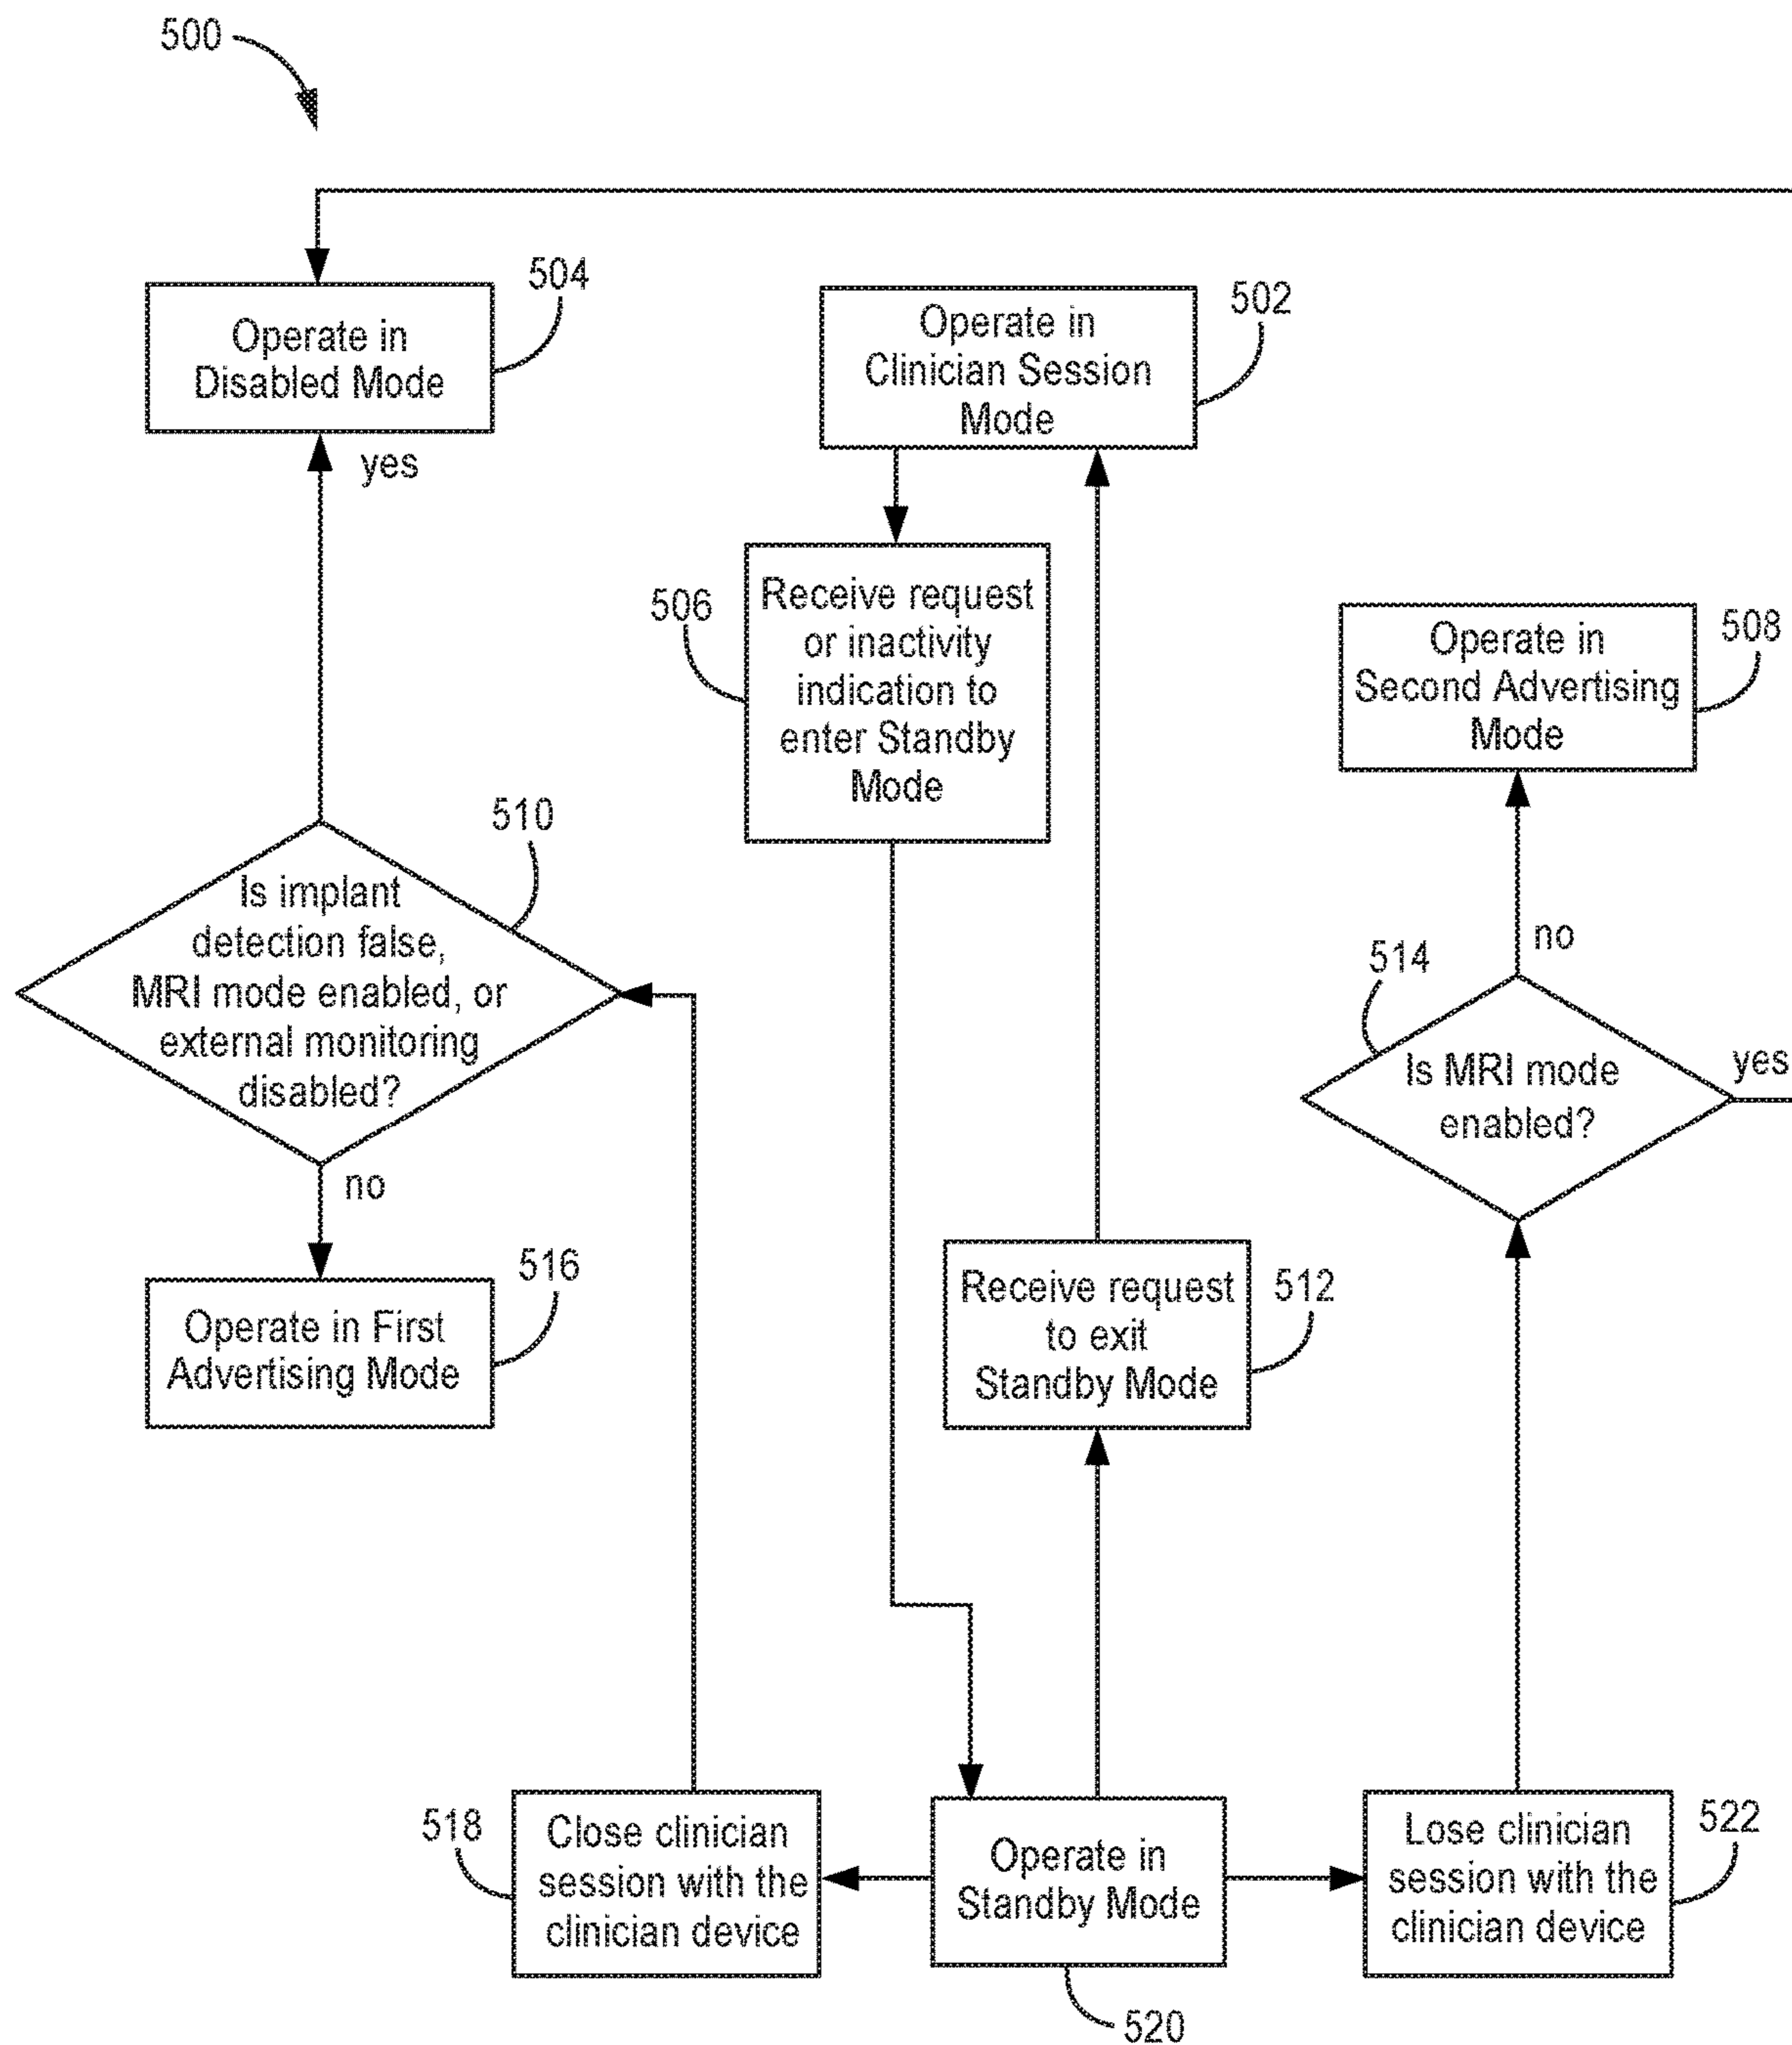 500
504
Operate in
Disabled Mode
yes
502
Operate in
Clinician Session
Mode
506
Receive request
or inactivity
indication to
enter Standby
Mode
508
Operate in
Second Advertising
Mode
510
Is implant
detection false,
MRI mode enabled, or
external monitoring
disabled?
no
514
no
Is MRI mode
enabled?
yes
516
Operate in First
Advertising Mode
512
Receive request
to exit
Standby Mode
518
Close clinician
session with the
clinician device
Operate in
Standby Mode
520
522
Lose clinician
session with the
clinician device